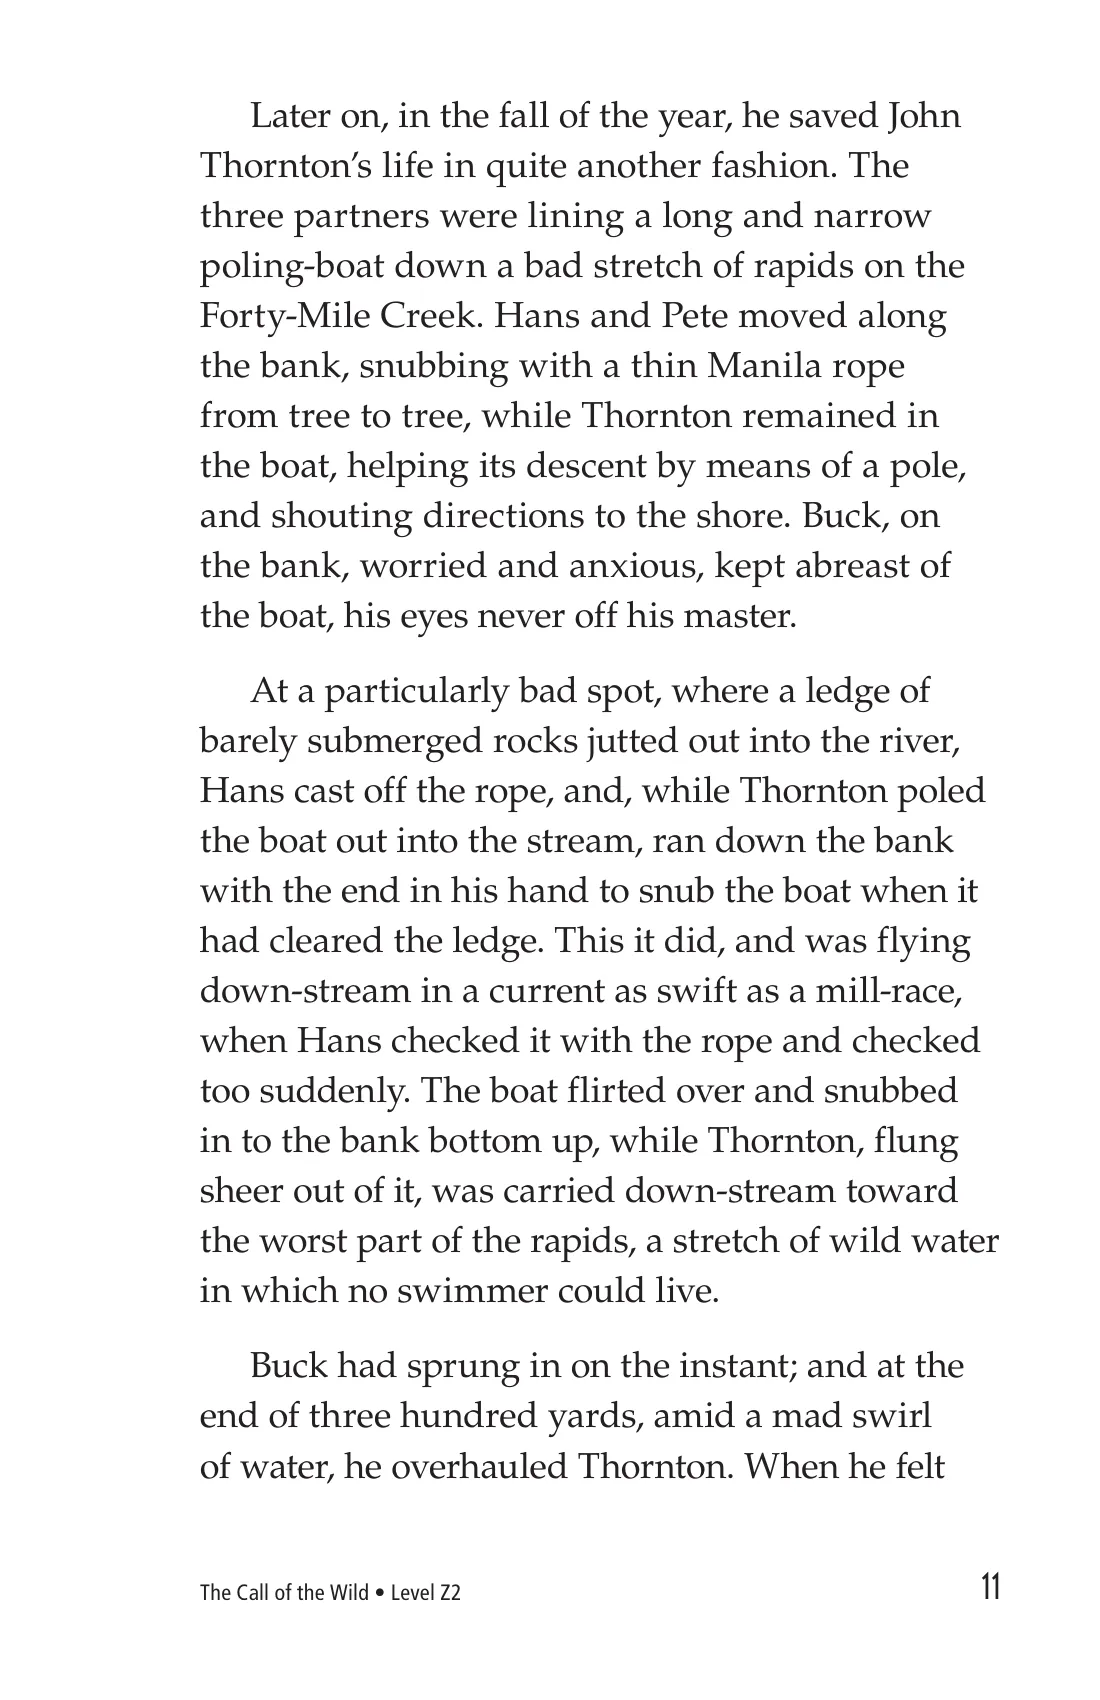 Later on, in the fall of the year, he saved John
Thornton’s life in quite another fashion. The
three partners were lining a long and narrow
poling-boat down a bad stretch of rapids on the
Forty-Mile Creek. Hans and Pete moved along
the bank, snubbing with a thin Manila rope
from tree to tree, while Thornton remained in
the boat, helping its descent by means of a pole,
and shouting directions to the shore. Buck, on
the bank, worried and anxious, kept abreast of
the boat, his eyes never off his master.
At a particularly bad spot, where a ledge of
barely submerged rocks jutted out into the river,
Hans cast off the rope, and, while Thornton poled
the boat out into the stream, ran down the bank
with the end in his hand to snub the boat when it
had cleared the ledge. This it did, and was flying
down-stream in a current as swift as a mill-race,
when Hans checked it with the rope and checked
too suddenly. The boat flirted over and snubbed
in to the bank bottom up, while Thornton, flung
sheer out of it, was carried down-stream toward
the worst part of the rapids, a stretch of wild water
in which no swimmer could live.
Buck had sprung in on the instant; and at the
end of three hundred yards, amid a mad swirl
of water, he overhauled Thornton. When he felt
The Call of the Wild • Level Z2
11